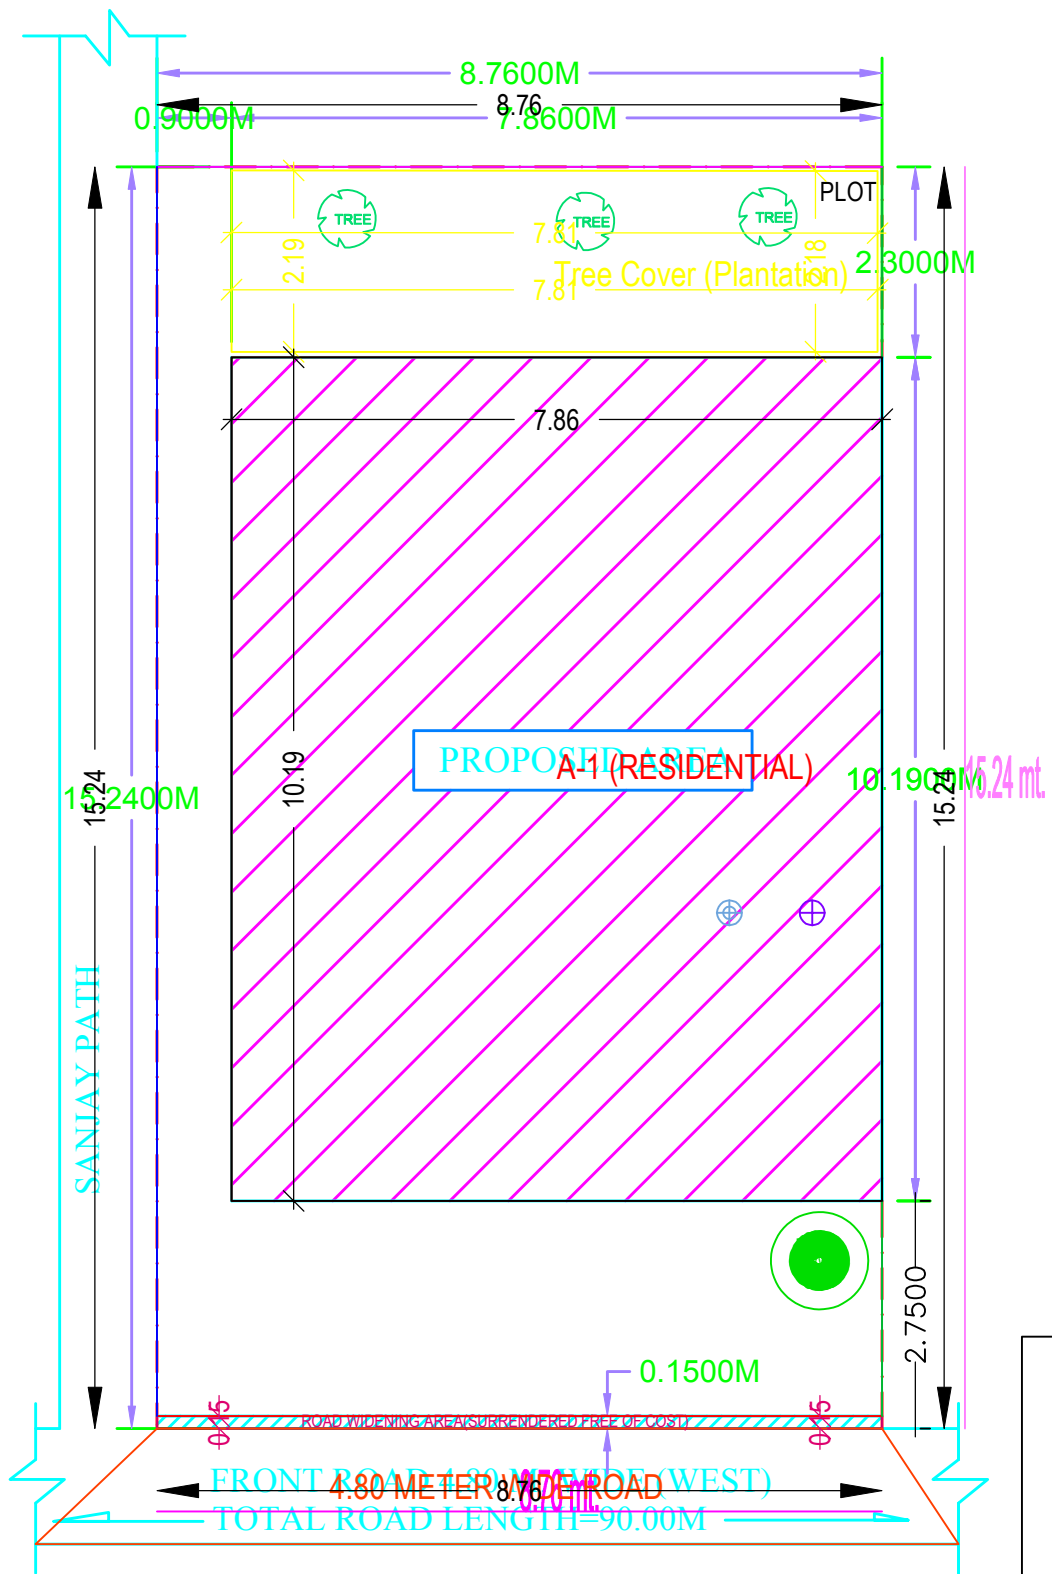 8.7600M
8.76
0.9000M
7.8600M
PLOT
TREE
TREE
TREE
7.81
2.19
2.18
2.3000M
Tree Cover (Plantation)
7.81
7.86
10.19
PROPOSED AREA
A-1 (RESIDENTIAL)
15.2400M
15.24
10.1900M
15.24
15.24 mt.
SANJAY PATH
2.7500
0.1500M
0.15
ROAD WIDENING AREA(SURRENDERED FREE OF COST)
0.15
FRONT ROAD 4.80 M WIDE (WEST)
4.80 METER WIDE ROAD
8.76
8.76 mt.
TOTAL ROAD LENGTH=90.00M